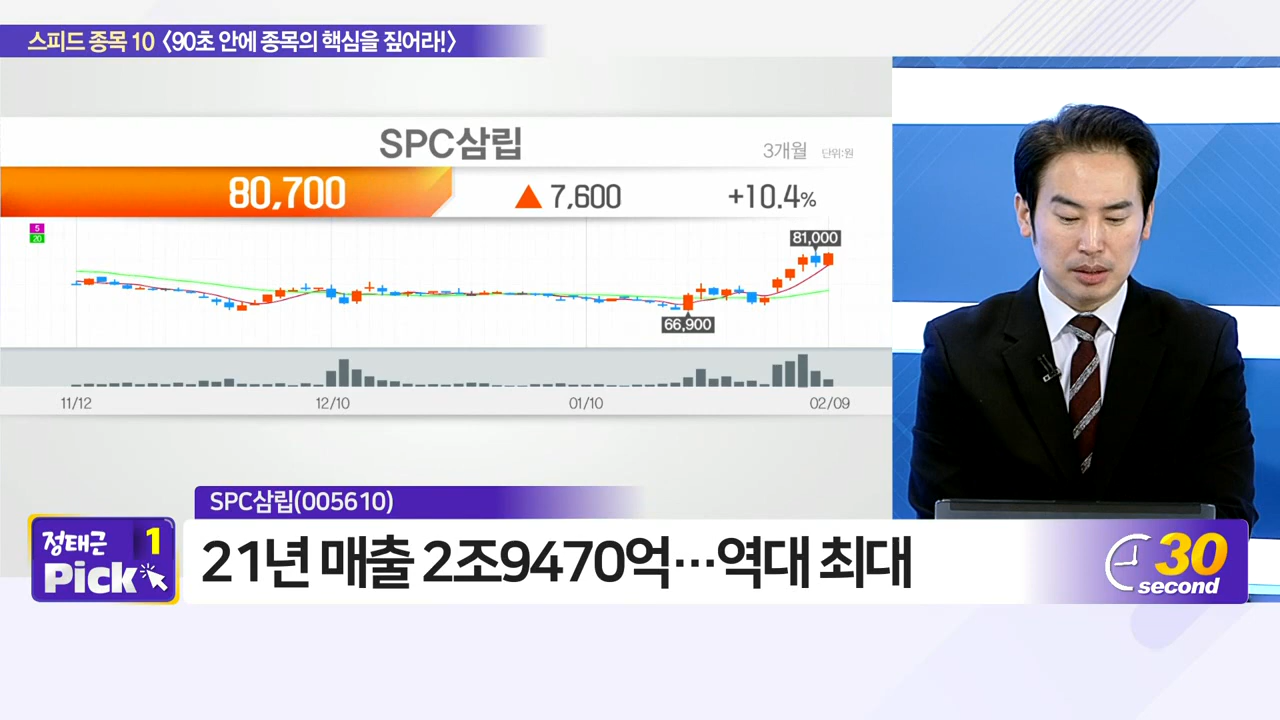 스피드 종목 10 〈90초 안에 종목의 핵심을 짚어라!〉
SPC삼립
3개월 단위:원
80,700 ▲ 7,600 +10.4%
5
20
81,000
66,900
11/12 12/10 01/10 02/09
SPC삼립(005610)
정태근 1
Pick
21년 매출 2조9470억…역대 최대
30
second